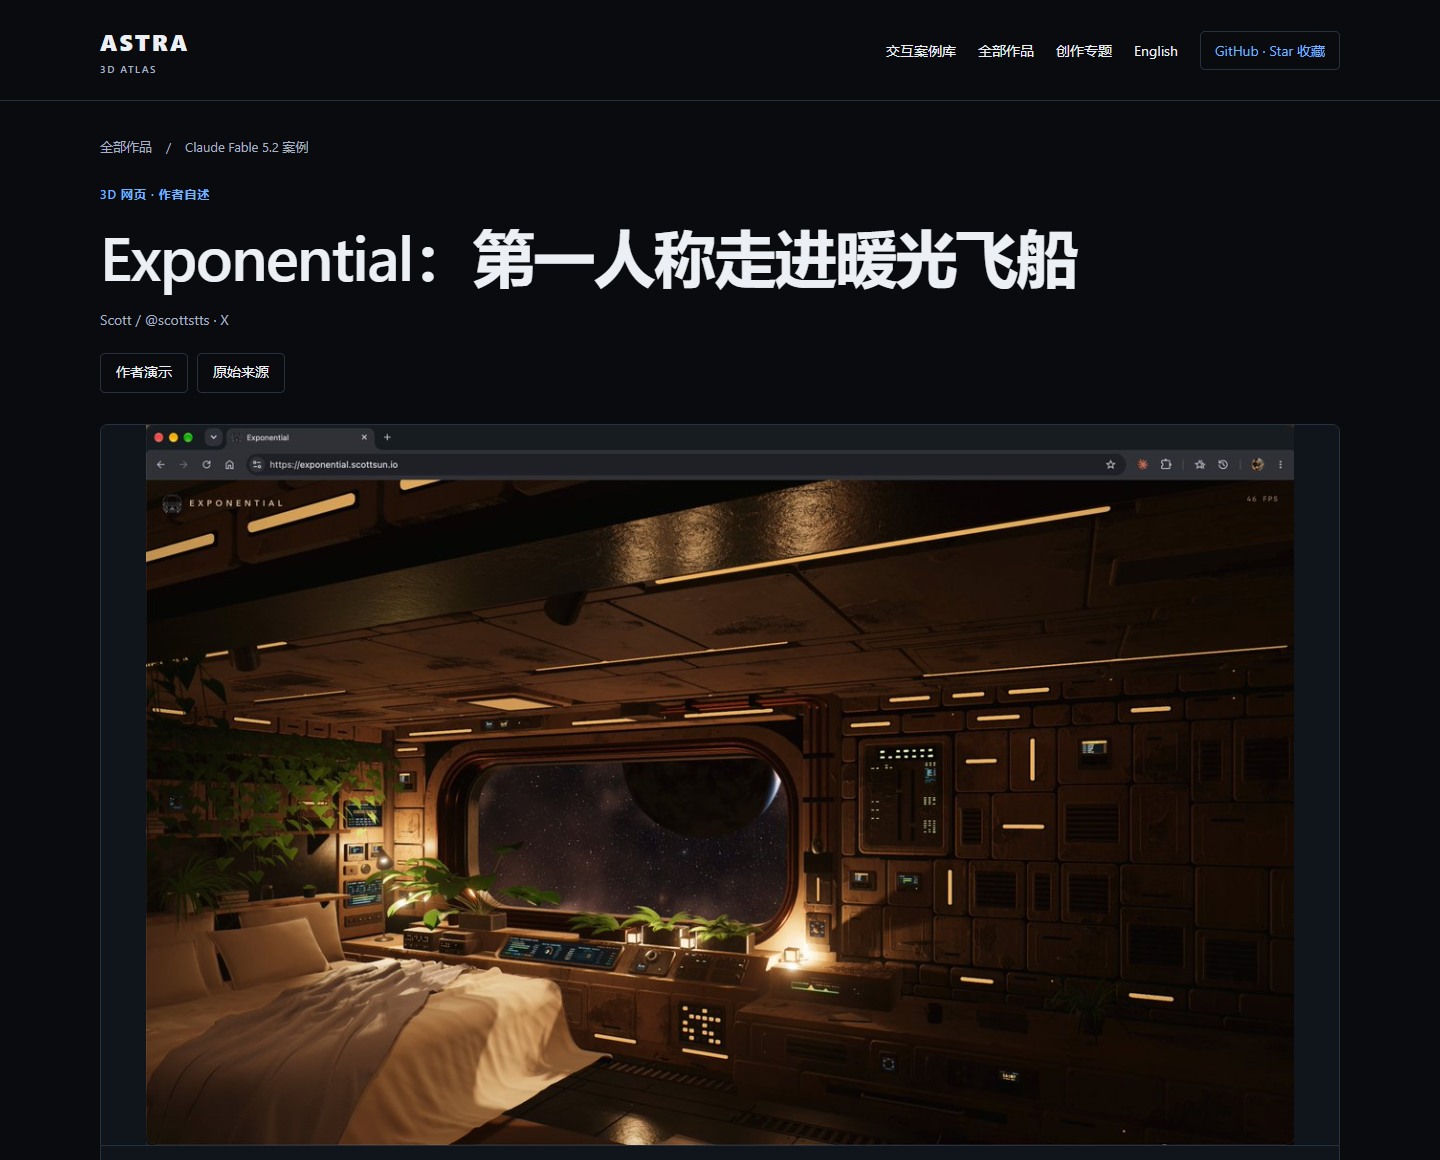 ASTRA
3D ATLAS
交互案例库 全部作品 创作专题 English GitHub · Star 收藏
全部作品 / Claude Fable 5.2 案例
3D 网页 · 作者自述
Exponential：第一人称走进暖光飞船
Scott / @scottstts · X
作者演示 原始来源
Exponential
https://exponential.scottsun.io
EXPONENTIAL
46 FPS